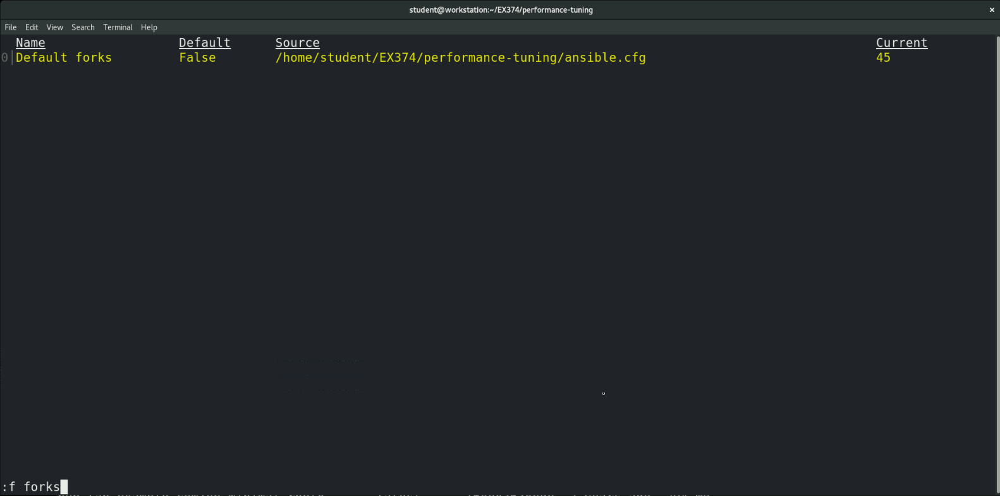 student@workstation:~/EX374/performance-tuning ×
File Edit View Search Terminal Help
Name Default Source Current
0│Default forks False /home/student/EX374/performance-tuning/ansible.cfg 45
:f forks